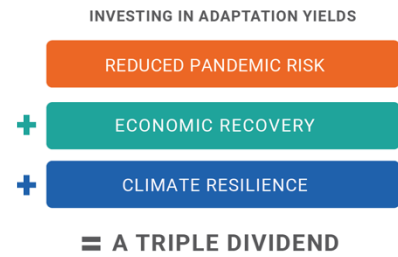 INVESTING IN ADAPTATION YIELDS
REDUCED PANDEMIC RISK
+ ECONOMIC RECOVERY
+ CLIMATE RESILIENCE
= A TRIPLE DIVIDEND